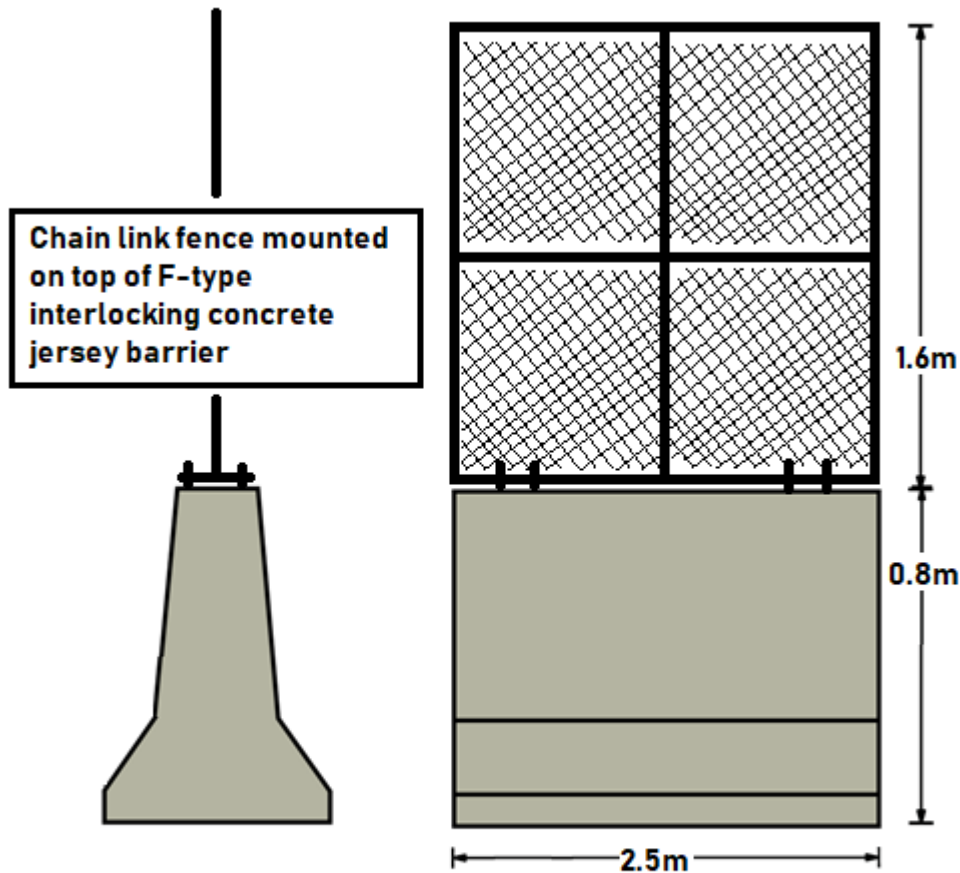 Chain link fence mounted
on top of F-type
interlocking concrete
jersey barrier
1.6m
0.8m
2.5m